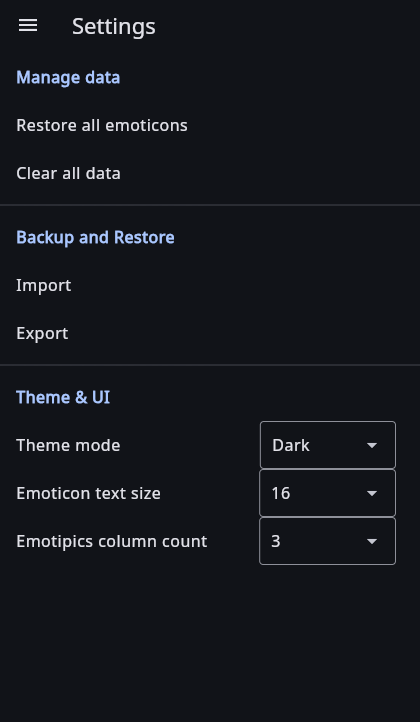 Settings
Manage data
Restore all emoticons
Clear all data
Backup and Restore
Import
Export
Theme & UI
Theme mode Dark
Emoticon text size 16
Emotipics column count 3